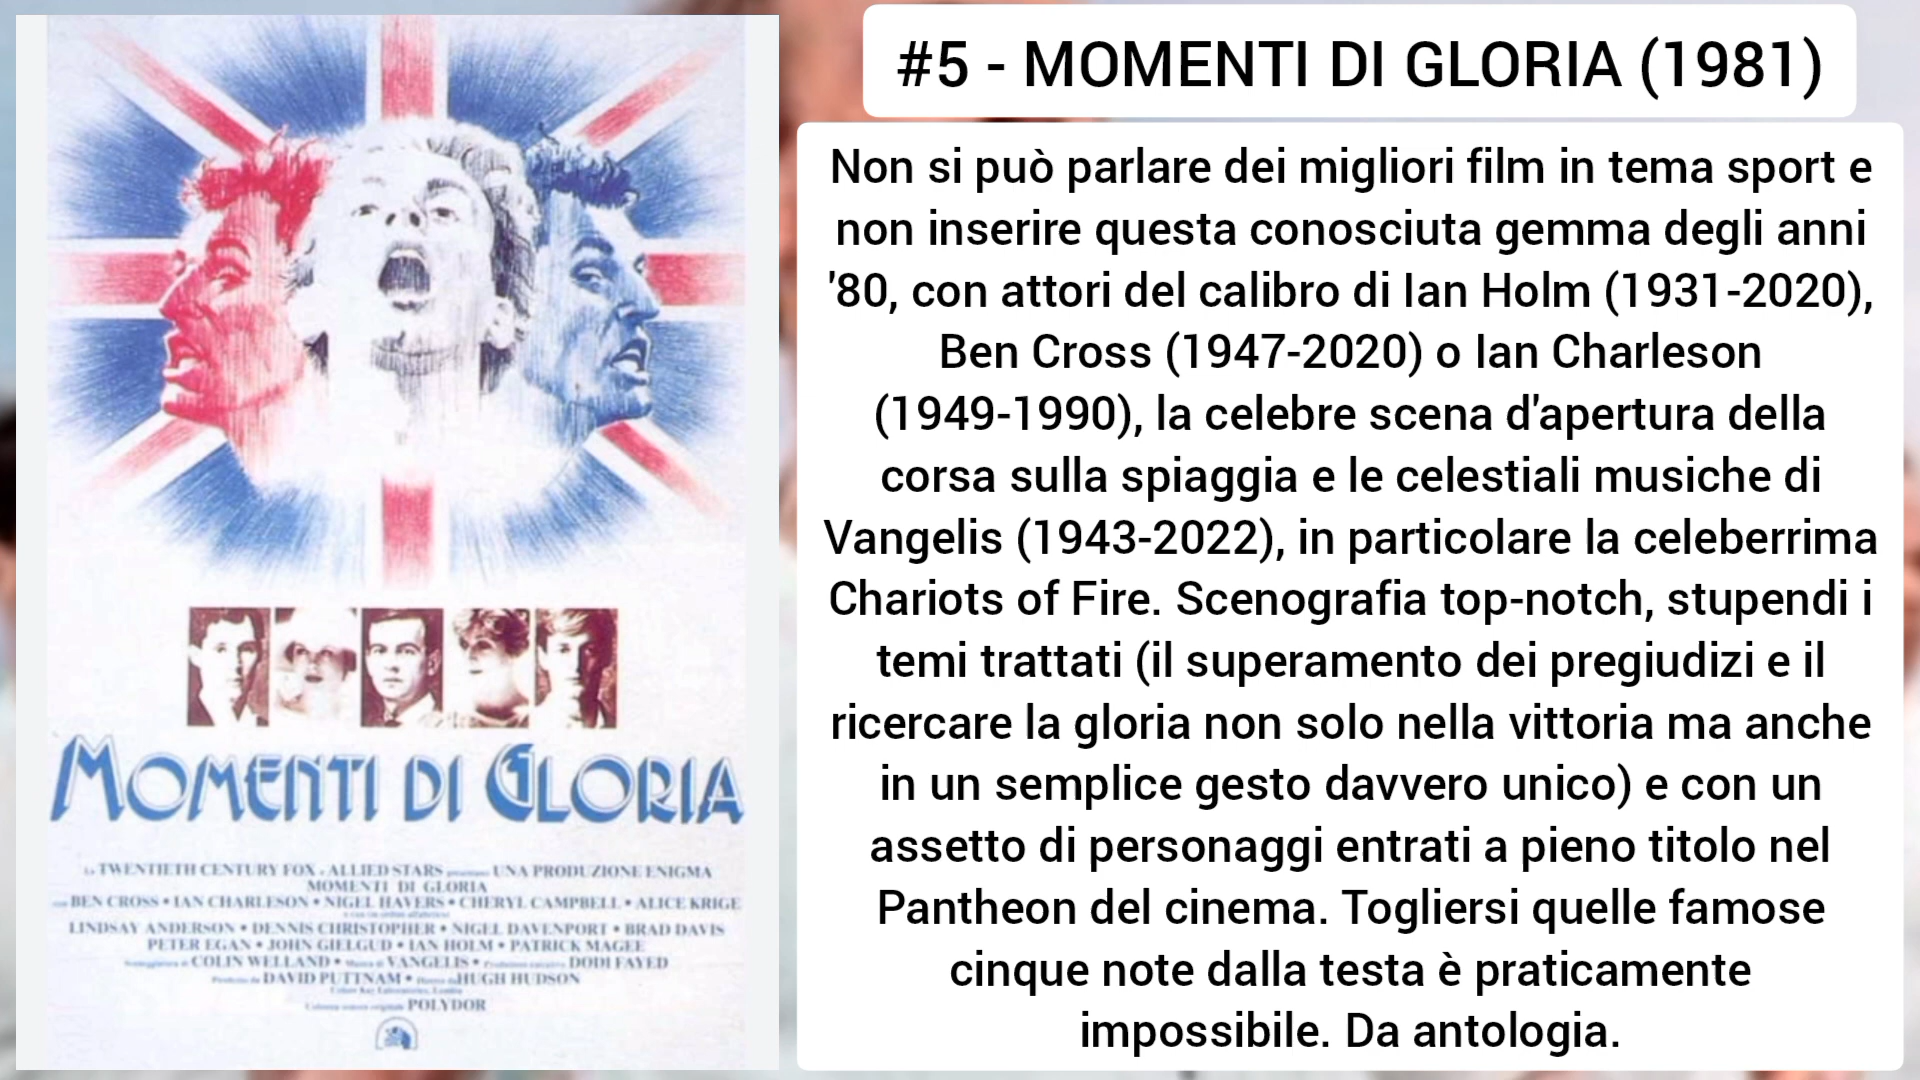 #5 - MOMENTI DI GLORIA (1981)
Non si può parlare dei migliori film in tema sport e
non inserire questa conosciuta gemma degli anni
'80, con attori del calibro di Ian Holm (1931-2020),
Ben Cross (1947-2020) o Ian Charleson
(1949-1990), la celebre scena d'apertura della
corsa sulla spiaggia e le celestiali musiche di
Vangelis (1943-2022), in particolare la celeberrima
Chariots of Fire. Scenografia top-notch, stupendi i
temi trattati (il superamento dei pregiudizi e il
ricercare la gloria non solo nella vittoria ma anche
in un semplice gesto davvero unico) e con un
assetto di personaggi entrati a pieno titolo nel
Pantheon del cinema. Togliersi quelle famose
cinque note dalla testa è praticamente
impossibile. Da antologia.
MOMENTI DI GLORIA
TWENTIETH CENTURY FOX - ALLIED STARS UNA PRODUZIONE ENIGMA
MOMENTI DI GLORIA
BEN CROSS • IAN CHARLESON • NIGEL HAVERS • CHERYL CAMPBELL • ALICE KRIGE
LINDSAY ANDERSON • DENNIS CHRISTOPHER • NIGEL DAVENPORT • BRAD DAVIS
PETER EGAN • JOHN GIELGUD • IAN HOLM • PATRICK MAGEE
COLIN WELLAND • VANGELIS • DODI FAYED
DAVID PUTTNAM • HUGH HUDSON
POLYDOR